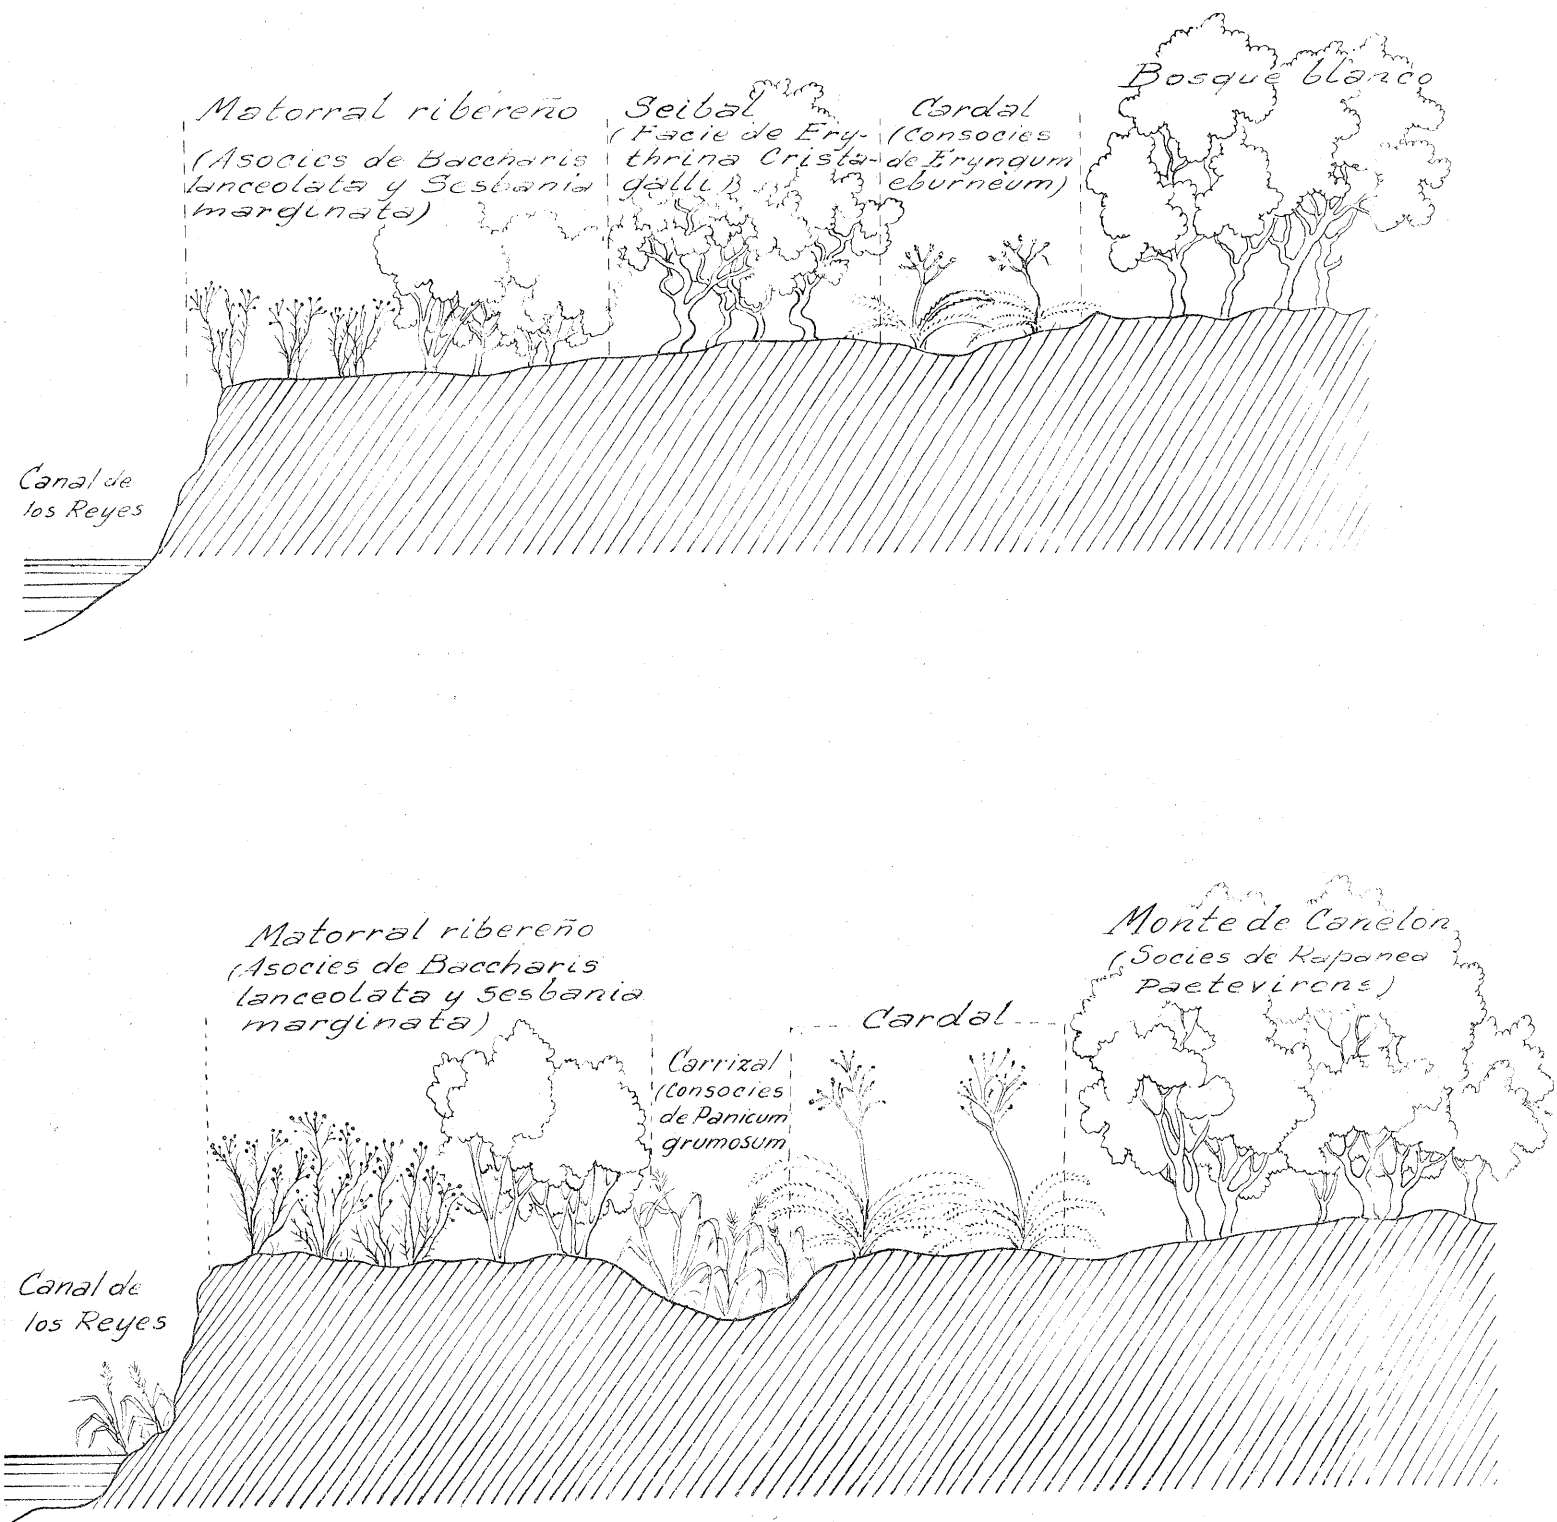 Bosque blanco
Matorral ribereño
(Asocies de Baccharis
lanceolata y Sesbania
marginata)
Seibal
(Facie de Ery-
thrina Crista-
galli)
Cardal
(Consocies
de Eryngum
eburneum)
Canal de
los Reyes
Matorral ribereño
(Asocies de Baccharis
lanceolata y Sesbania
marginata)
Carrizal
(Consocies
de Panicum
grumosum
Cardal
Monte de Canelón
(Socies de Rapanea
Paetevirens)
Canal de
los Reyes